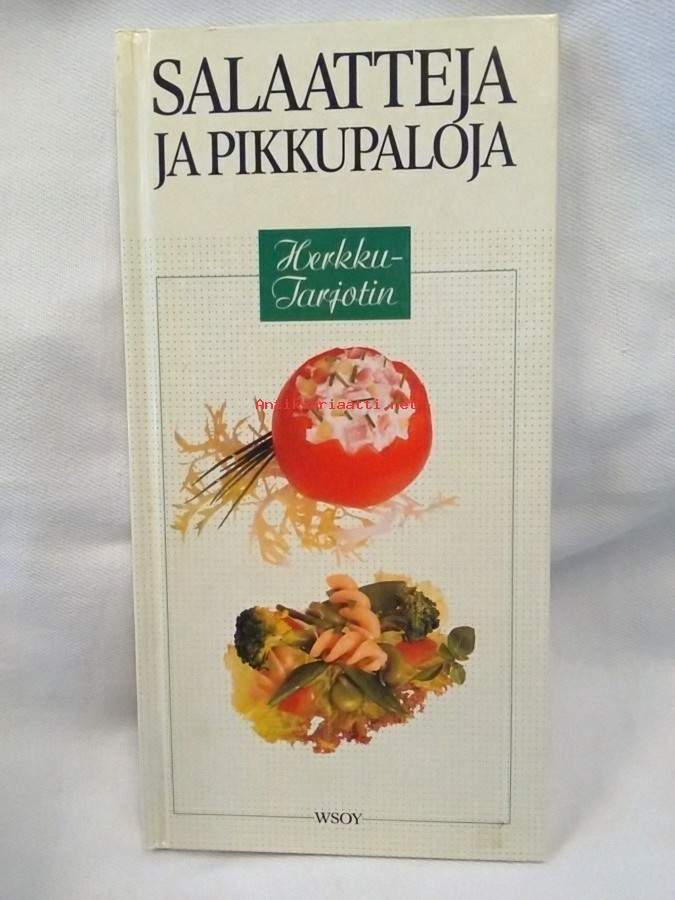 SALAATTEJA
JA PIKKUPALOJA
Herkku-
Tarjotin
Antikvariaatti.net
WSOY